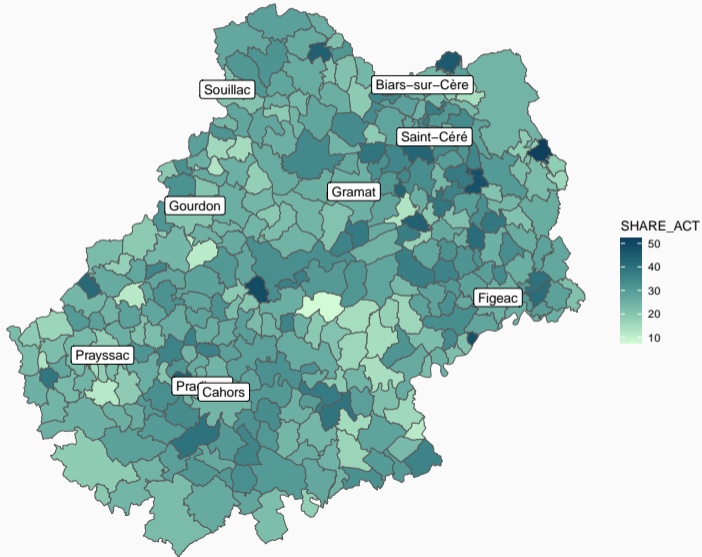 Souillac
Biars−sur−Cère
Saint−Céré
Gramat
Gourdon
SHARE_ACT
50
40
30
20
10
Figeac
Prayssac
Cahors